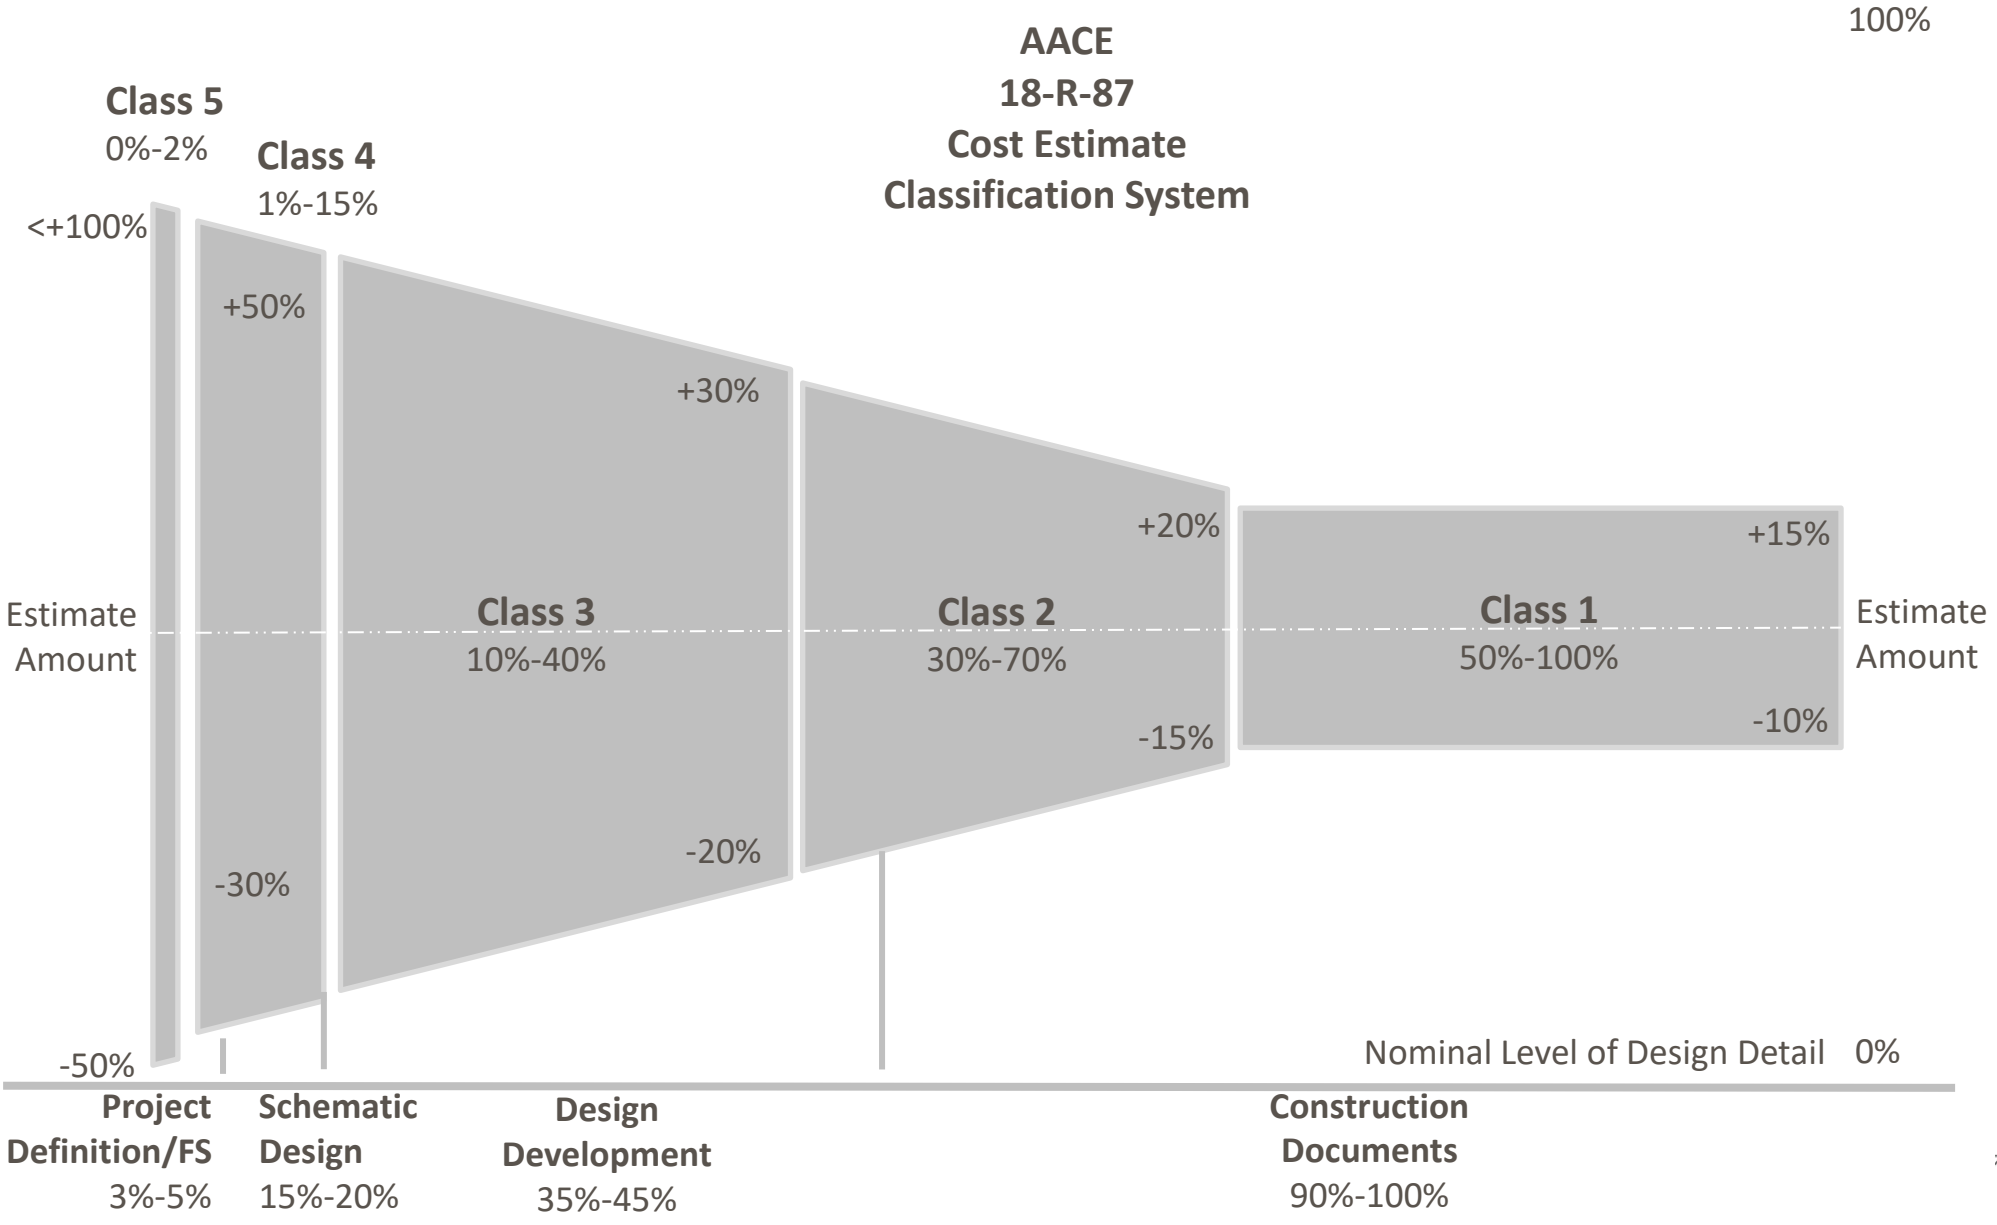 100%
AACE
18-R-87
Cost Estimate
Classification System
Class 5
0%-2%
Class 4
1%-15%
<+100%
+50%
+30%
+20%
+15%
Estimate
Amount
Class 3
10%-40%
Class 2
30%-70%
Class 1
50%-100%
Estimate
Amount
-10%
-15%
-20%
-30%
-50%
Nominal Level of Design Detail 0%
Project
Definition/FS
3%-5%
Schematic
Design
15%-20%
Design
Development
35%-45%
Construction
Documents
90%-100%